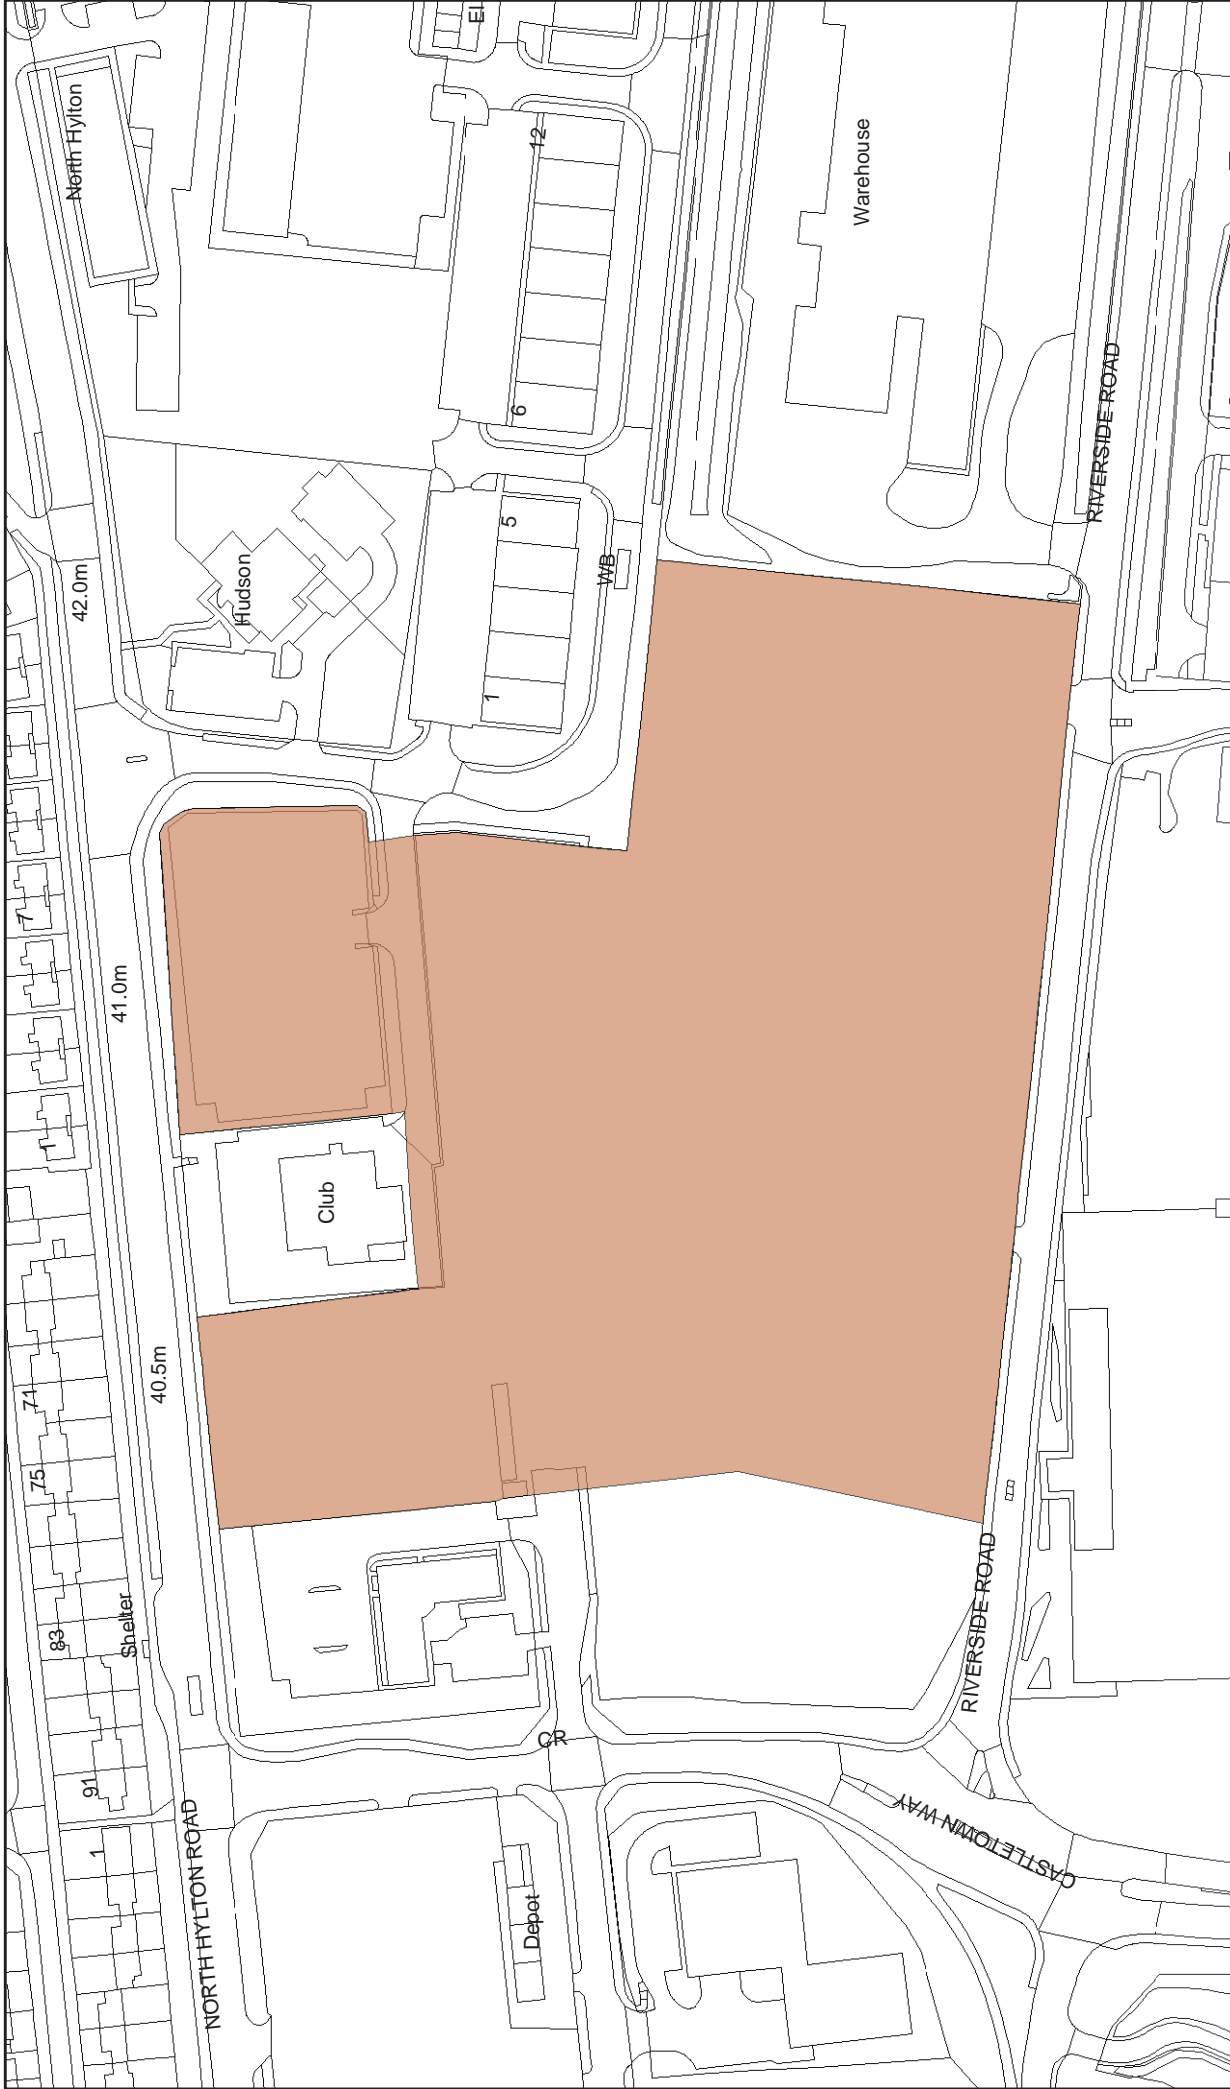 El
North Hylton
12
Warehouse
6
RIVERSIDE ROAD
5
42.0m
Hudson
WB
1
7
41.0m
1
Club
40.5m
71
75
83
Shelter
RIVERSIDE ROAD
CR
91
CASTLETOWN WAY
1
NORTH HYLTON ROAD
Depot